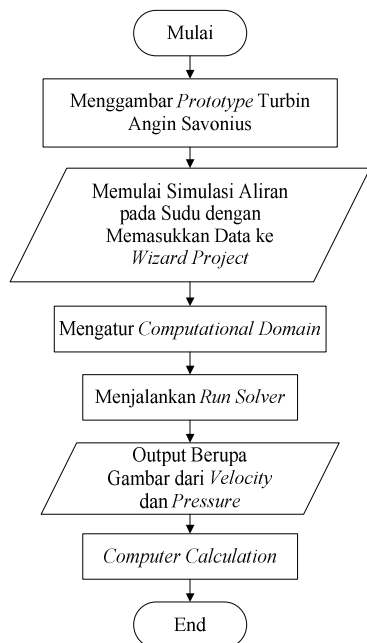 Mulai
Menggambar Prototype Turbin
Angin Savonius
Memulai Simulasi Aliran
pada Sudu dengan
Memasukkan Data ke
Wizard Project
Mengatur Computational Domain
Menjalankan Run Solver
Output Berupa
Gambar dari Velocity
dan Pressure
Computer Calculation
End